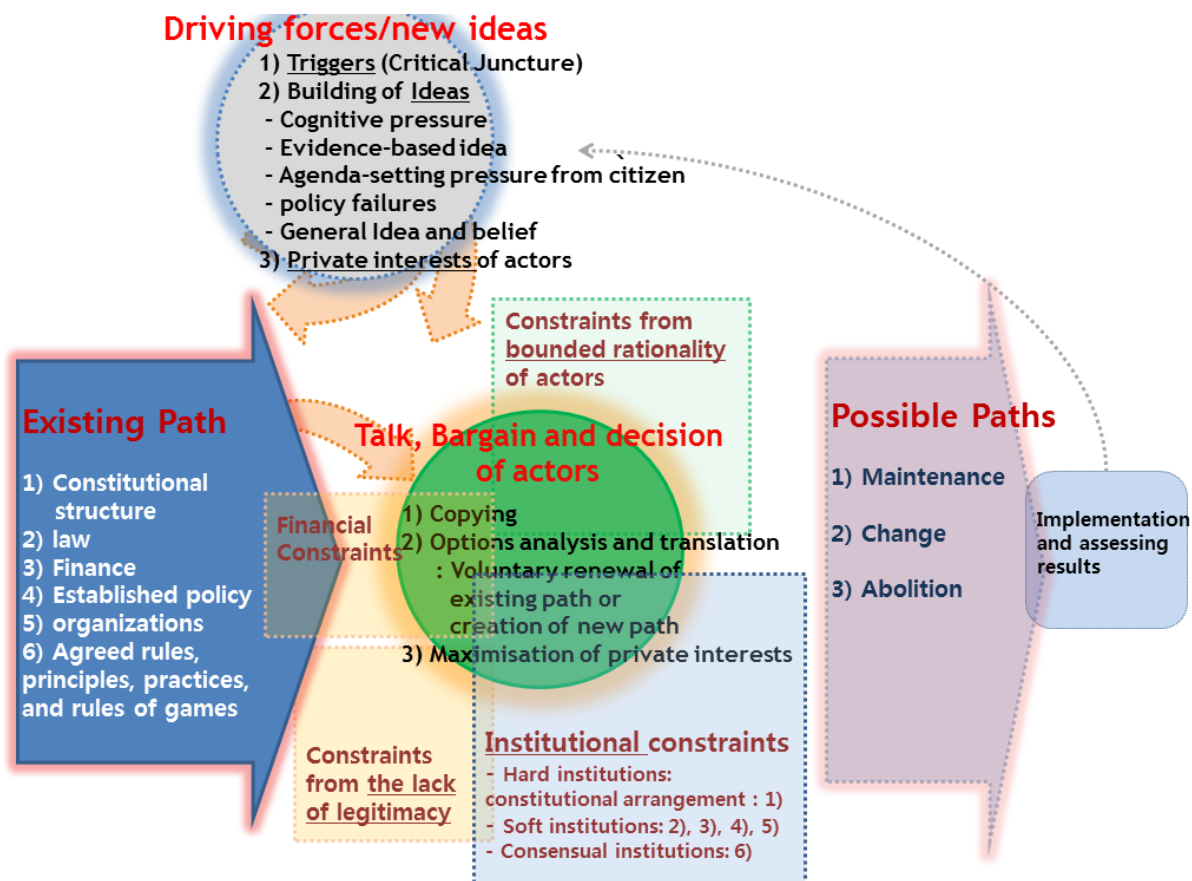 Driving forces/new ideas
1) Triggers (Critical Juncture)
2) Building of Ideas
- Cognitive pressure
- Evidence-based idea
- Agenda-setting pressure from citizen
- policy failures
- General Idea and belief
3) Private interests of actors
Existing Path
1) Constitutional
structure
2) law
3) Finance
4) Established policy
5) organizations
6) Agreed rules,
principles, practices,
and rules of games
Constraints from
bounded rationality
of actors
Talk, Bargain and decision
of actors
1) Copying
2) Options analysis and translation
: Voluntary renewal of
existing path or
creation of new path
3) Maximisation of private interests
Financial
Constraints
Constraints
from the lack
of legitimacy
Institutional constraints
- Hard institutions:
constitutional arrangement : 1)
- Soft institutions: 2), 3), 4), 5)
- Consensual institutions: 6)
Possible Paths
1) Maintenance
2) Change
3) Abolition
Implementation
and assessing
results